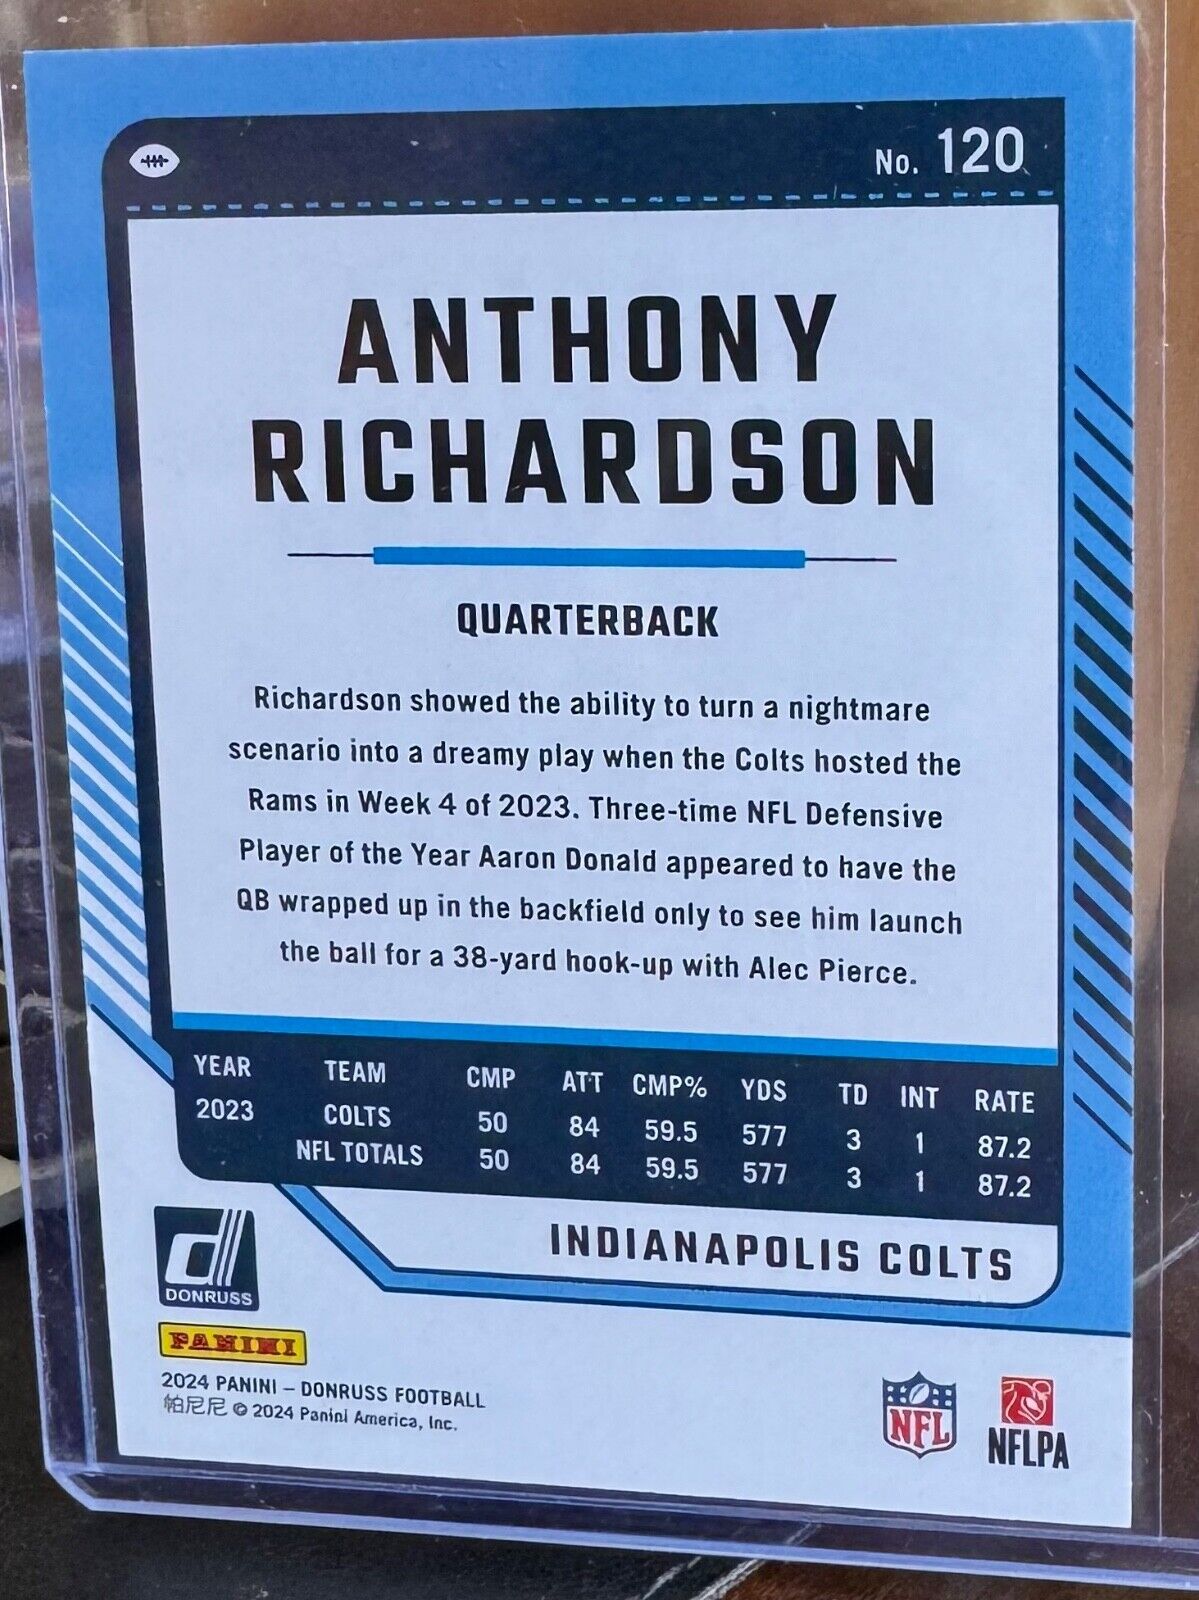 No. 120
ANTHONY
RICHARDSON
QUARTERBACK
Richardson showed the ability to turn a nightmare
scenario into a dreamy play when the Colts hosted the
Rams in Week 4 of 2023. Three-time NFL Defensive
Player of the Year Aaron Donald appeared to have the
QB wrapped up in the backfield only to see him launch
the ball for a 38-yard hook-up with Alec Pierce.
YEAR TEAM CMP ATT CMP% YDS TD INT RATE
2023 COLTS 50 84 59.5 577 3 1 87.2
NFL TOTALS 50 84 59.5 577 3 1 87.2
INDIANAPOLIS COLTS
d
DONRUSS
PANINI
2024 PANINI – DONRUSS FOOTBALL
帕尼尼 © 2024 Panini America, Inc.
NFL
NFLPA